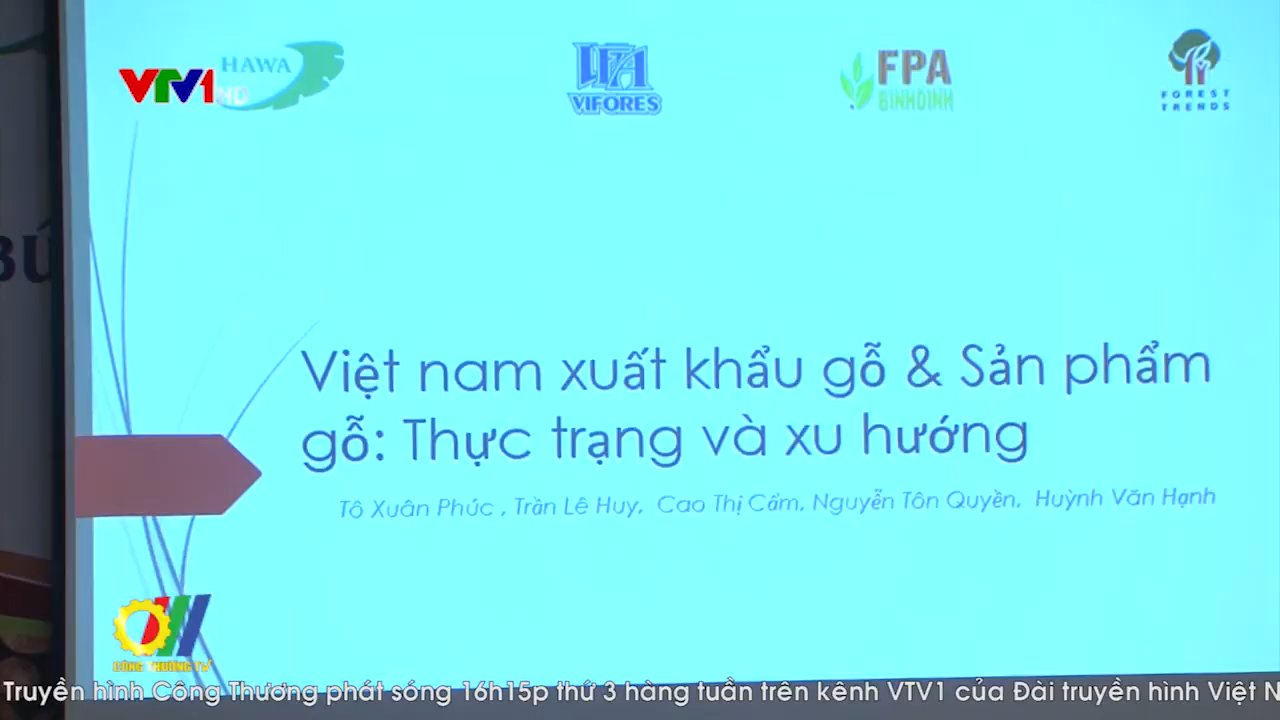 VTV1
HD
HAWA
VIFORES
FPA
BINHDINH
FOREST
TRENDS
BÚ
Việt nam xuất khẩu gỗ & Sản phẩm
gỗ: Thực trạng và xu hướng
Tô Xuân Phúc , Trần Lê Huy, Cao Thị Cẩm, Nguyễn Tôn Quyền, Huỳnh Văn Hạnh
CÔNG THƯƠNG TV
Truyền hình Công Thương phát sóng 16h15p thứ 3 hàng tuần trên kênh VTV1 của Đài truyền hình Việt N